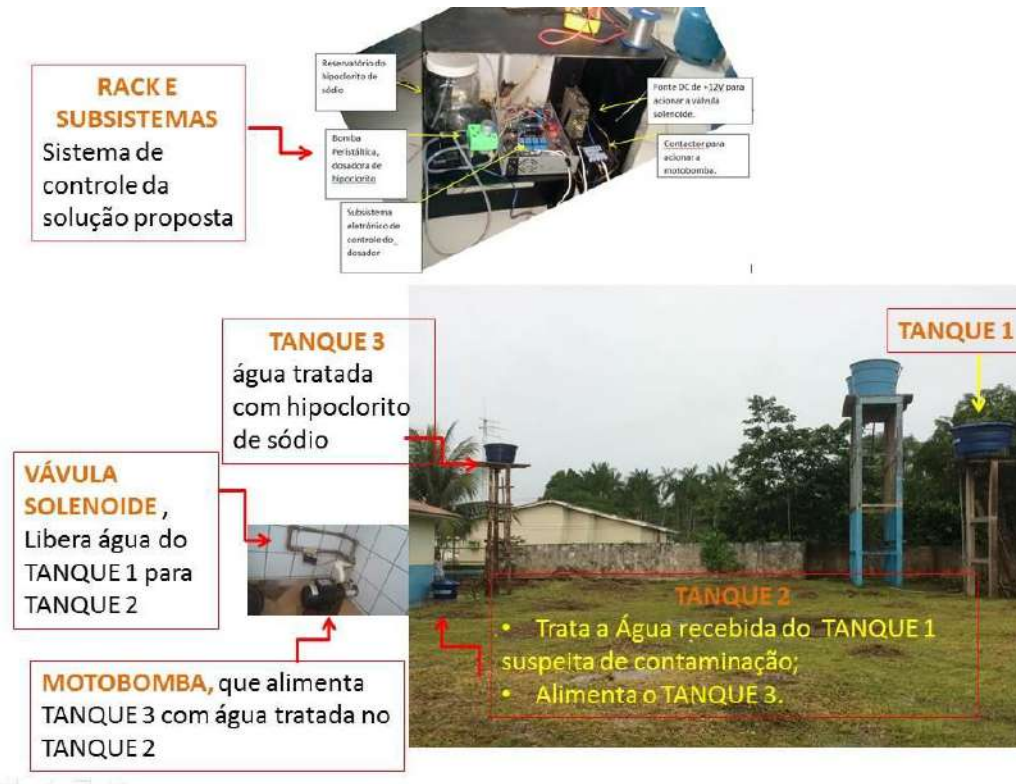 RACK E
SUBSISTEMAS
Sistema de
controle da
solução proposta
Reservatório do
hipoclorito de
sódio
Bomba
Peristáltica,
dosadora de
hipoclorito
Subsistema
eletrônico de
controle do
dosador
Fonte DC de +12V para
acionar a válvula
solenoide.
Contactor para
acionar a
motobomba.
TANQUE 3
água tratada
com hipoclorito
de sódio
TANQUE 1
VÁVULA
SOLENOIDE ,
Libera água do
TANQUE 1 para
TANQUE 2
TANQUE 2
• Trata a Água recebida do TANQUE 1
suspeita de contaminação;
• Alimenta o TANQUE 3.
MOTOBOMBA, que alimenta
TANQUE 3 com água tratada no
TANQUE 2